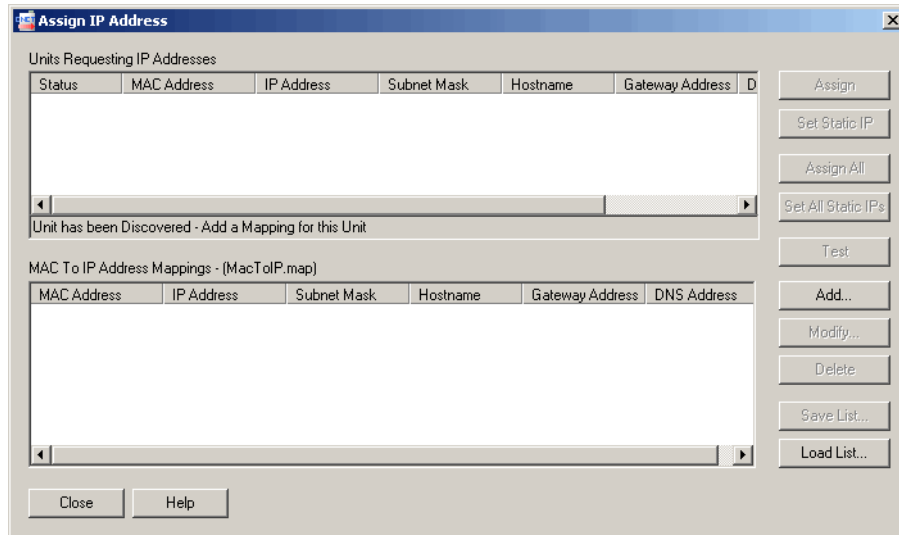 CNET Assign IP Address
Units Requesting IP Addresses
Status MAC Address IP Address Subnet Mask Hostname Gateway Address D
Assign
Set Static IP
Assign All
Set All Static IPs
Unit has been Discovered - Add a Mapping for this Unit
Test
MAC To IP Address Mappings - (MacToIP.map)
MAC Address IP Address Subnet Mask Hostname Gateway Address DNS Address
Add...
Modify...
Delete
Save List...
Load List...
Close Help